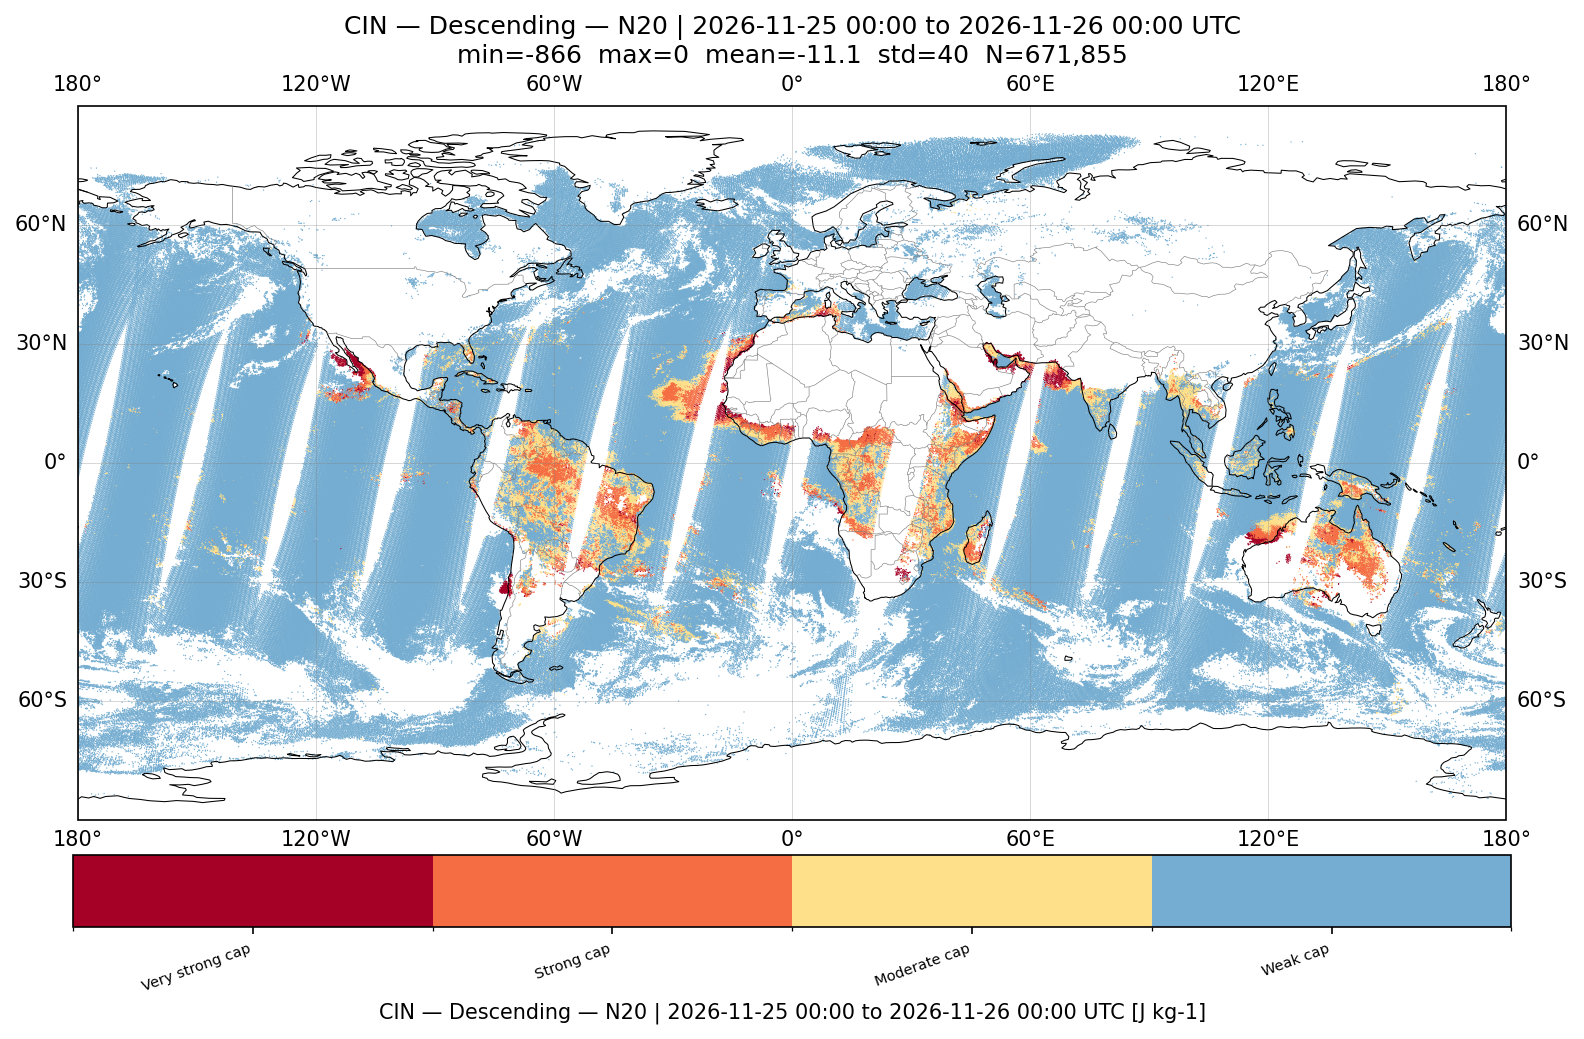 CIN — Descending — N20 | 2026-11-25 00:00 to 2026-11-26 00:00 UTC
min=-866  max=0  mean=-11.1  std=40  N=671,855
180° 120°W 60°W 0° 60°E 120°E 180°
60°N 60°N
30°N 30°N
0° 0°
30°S 30°S
60°S 60°S
180° 120°W 60°W 0° 60°E 120°E 180°
Very strong cap Strong cap Moderate cap Weak cap
CIN — Descending — N20 | 2026-11-25 00:00 to 2026-11-26 00:00 UTC [J kg-1]